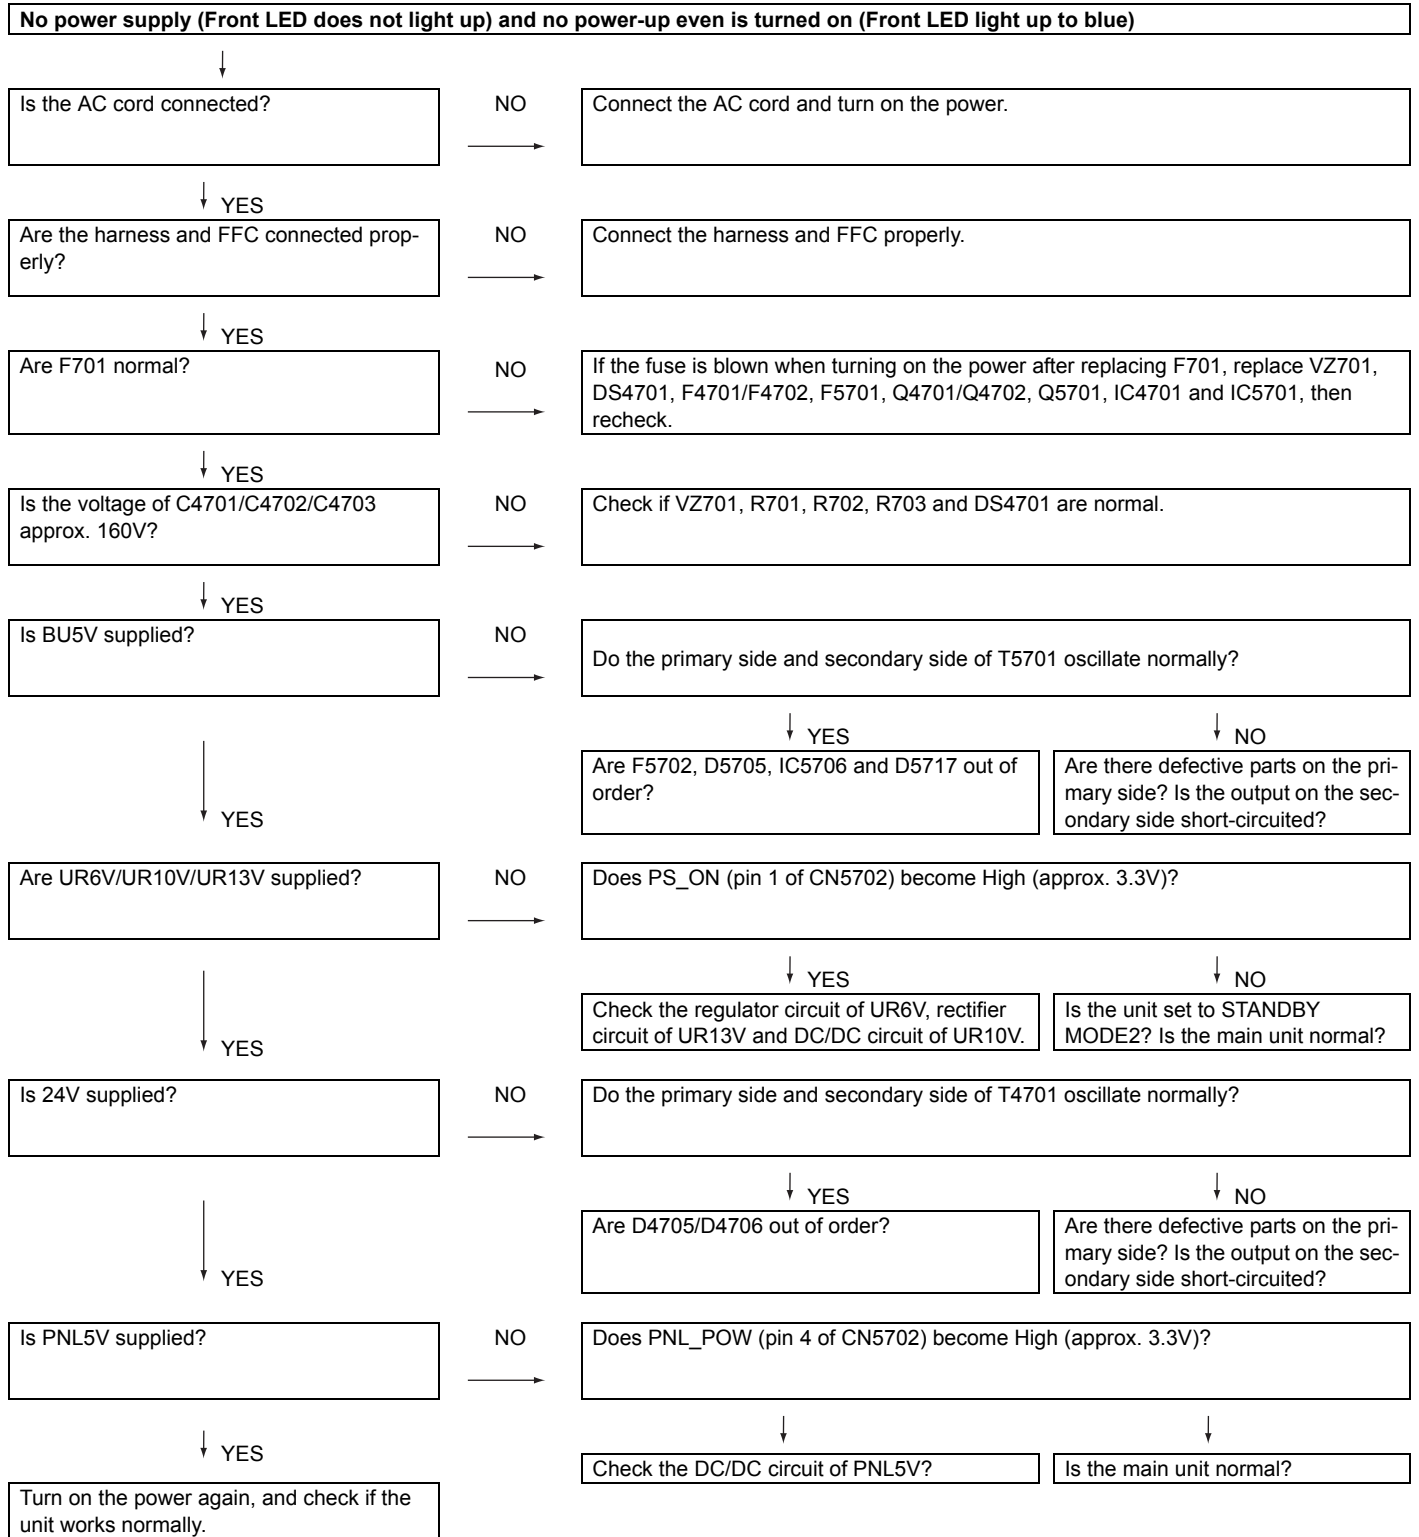 No power supply (Front LED does not light up) and no power-up even is turned on (Front LED light up to blue)
Is the AC cord connected?
NO
Connect the AC cord and turn on the power.
YES
Are the harness and FFC connected prop-
erly?
NO
Connect the harness and FFC properly.
YES
Are F701 normal?
NO
If the fuse is blown when turning on the power after replacing F701, replace VZ701,
DS4701, F4701/F4702, F5701, Q4701/Q4702, Q5701, IC4701 and IC5701, then
recheck.
YES
Is the voltage of C4701/C4702/C4703
approx. 160V?
NO
Check if VZ701, R701, R702, R703 and DS4701 are normal.
YES
Is BU5V supplied?
NO
Do the primary side and secondary side of T5701 oscillate normally?
YES
Are F5702, D5705, IC5706 and D5717 out of
order?
NO
Are there defective parts on the pri-
mary side? Is the output on the sec-
ondary side short-circuited?
YES
Are UR6V/UR10V/UR13V supplied?
NO
Does PS_ON (pin 1 of CN5702) become High (approx. 3.3V)?
YES
Check the regulator circuit of UR6V, rectifier
circuit of UR13V and DC/DC circuit of UR10V.
NO
Is the unit set to STANDBY
MODE2? Is the main unit normal?
YES
Is 24V supplied?
NO
Do the primary side and secondary side of T4701 oscillate normally?
YES
Are D4705/D4706 out of order?
NO
Are there defective parts on the pri-
mary side? Is the output on the sec-
ondary side short-circuited?
YES
Is PNL5V supplied?
NO
Does PNL_POW (pin 4 of CN5702) become High (approx. 3.3V)?
Check the DC/DC circuit of PNL5V?
Is the main unit normal?
YES
Turn on the power again, and check if the
unit works normally.